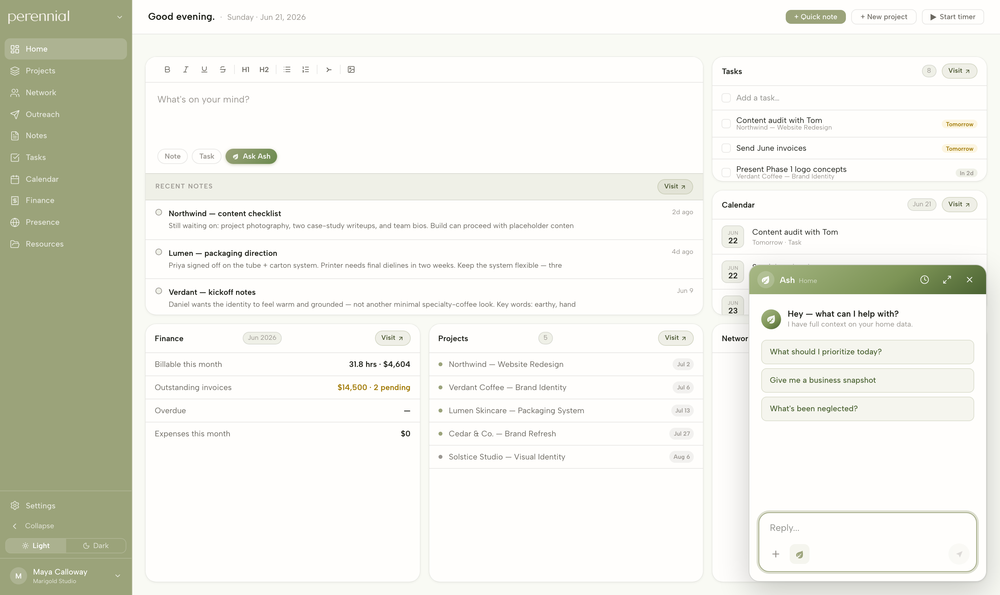 perennial
Home
Projects
Network
Outreach
Notes
Tasks
Calendar
Finance
Presence
Resources
Settings
Collapse
Light
Dark
M
Maya Calloway
Marigold Studio
Good evening. · Sunday · Jun 21, 2026
+ Quick note
+ New project
Start timer
B I U S H1 H2
What's on your mind?
Note
Task
Ask Ash
RECENT NOTES
Visit
Northwind — content checklist
2d ago
Still waiting on: project photography, two case-study writeups, and team bios. Build can proceed with placeholder conten
Lumen — packaging direction
4d ago
Priya signed off on the tube + carton system. Printer needs final dielines in two weeks. Keep the system flexible — thre
Verdant — kickoff notes
Jun 9
Daniel wants the identity to feel warm and grounded — not another minimal specialty-coffee look. Key words: earthy, hand
Tasks
8
Visit
Add a task...
Content audit with Tom
Northwind — Website Redesign
Tomorrow
Send June invoices
Tomorrow
Present Phase 1 logo concepts
Verdant Coffee — Brand Identity
In 2d
Calendar
Jun 21
Visit
JUN
22
Content audit with Tom
Tomorrow · Task
JUN
22
JUN
23
Finance
Jun 2026
Visit
Billable this month
31.8 hrs · $4,604
Outstanding invoices
$14,500 · 2 pending
Overdue
—
Expenses this month
$0
Projects
5
Visit
Northwind — Website Redesign
Jul 2
Verdant Coffee — Brand Identity
Jul 6
Lumen Skincare — Packaging System
Jul 13
Cedar & Co. — Brand Refresh
Jul 27
Solstice Studio — Visual Identity
Aug 6
Networ
Ash Home
Hey — what can I help with?
I have full context on your home data.
What should I prioritize today?
Give me a business snapshot
What's been neglected?
Reply...